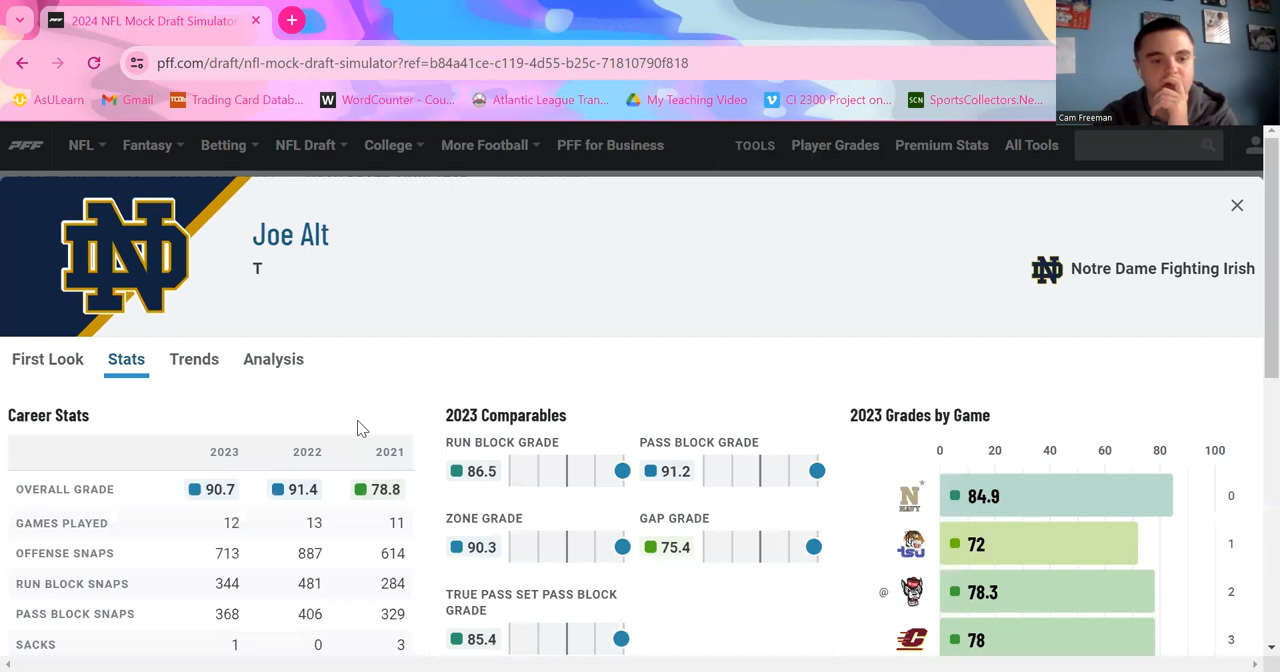 PFF 2024 NFL Mock Draft Simulator
pff.com/draft/nfl-mock-draft-simulator?ref=b84a41ce-c119-4d55-b25c-71810790f818
AsULearn Gmail TCDB Trading Card Datab... W WordCounter - Cou... Atlantic League Tran... My Teaching Video CI 2300 Project on... SCN SportsCollectors.Ne...
Cam Freeman
PFF NFL Fantasy Betting NFL Draft College More Football PFF for Business TOOLS Player Grades Premium Stats All Tools
Joe Alt
T
ND Notre Dame Fighting Irish
First Look Stats Trends Analysis
Career Stats
2023 2022 2021
OVERALL GRADE 90.7 91.4 78.8
GAMES PLAYED 12 13 11
OFFENSE SNAPS 713 887 614
RUN BLOCK SNAPS 344 481 284
PASS BLOCK SNAPS 368 406 329
SACKS 1 0 3
2023 Comparables
RUN BLOCK GRADE PASS BLOCK GRADE
86.5 91.2
ZONE GRADE GAP GRADE
90.3 75.4
TRUE PASS SET PASS BLOCK
GRADE
85.4
2023 Grades by Game
0 20 40 60 80 100
N NAVY * 84.9 0
TSU 72 1
@ 78.3 2
C 78 3